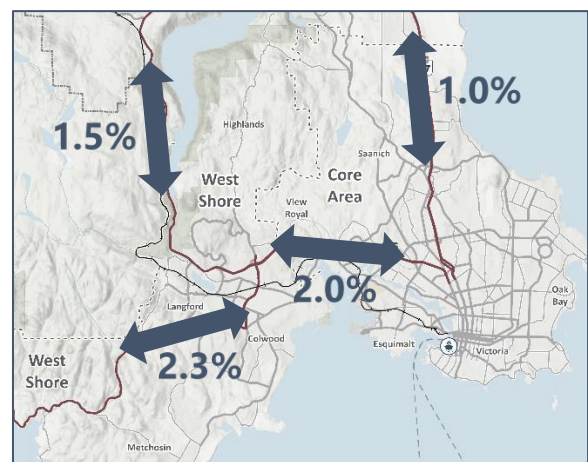 1.0%
1.5%
Highlands
Saanich
West
Shore
Core
Area
View
Royal
2.0%
Langford
Oak
Bay
2.3%
Colwood
Esquimalt
Victoria
West
Shore
Metchosin